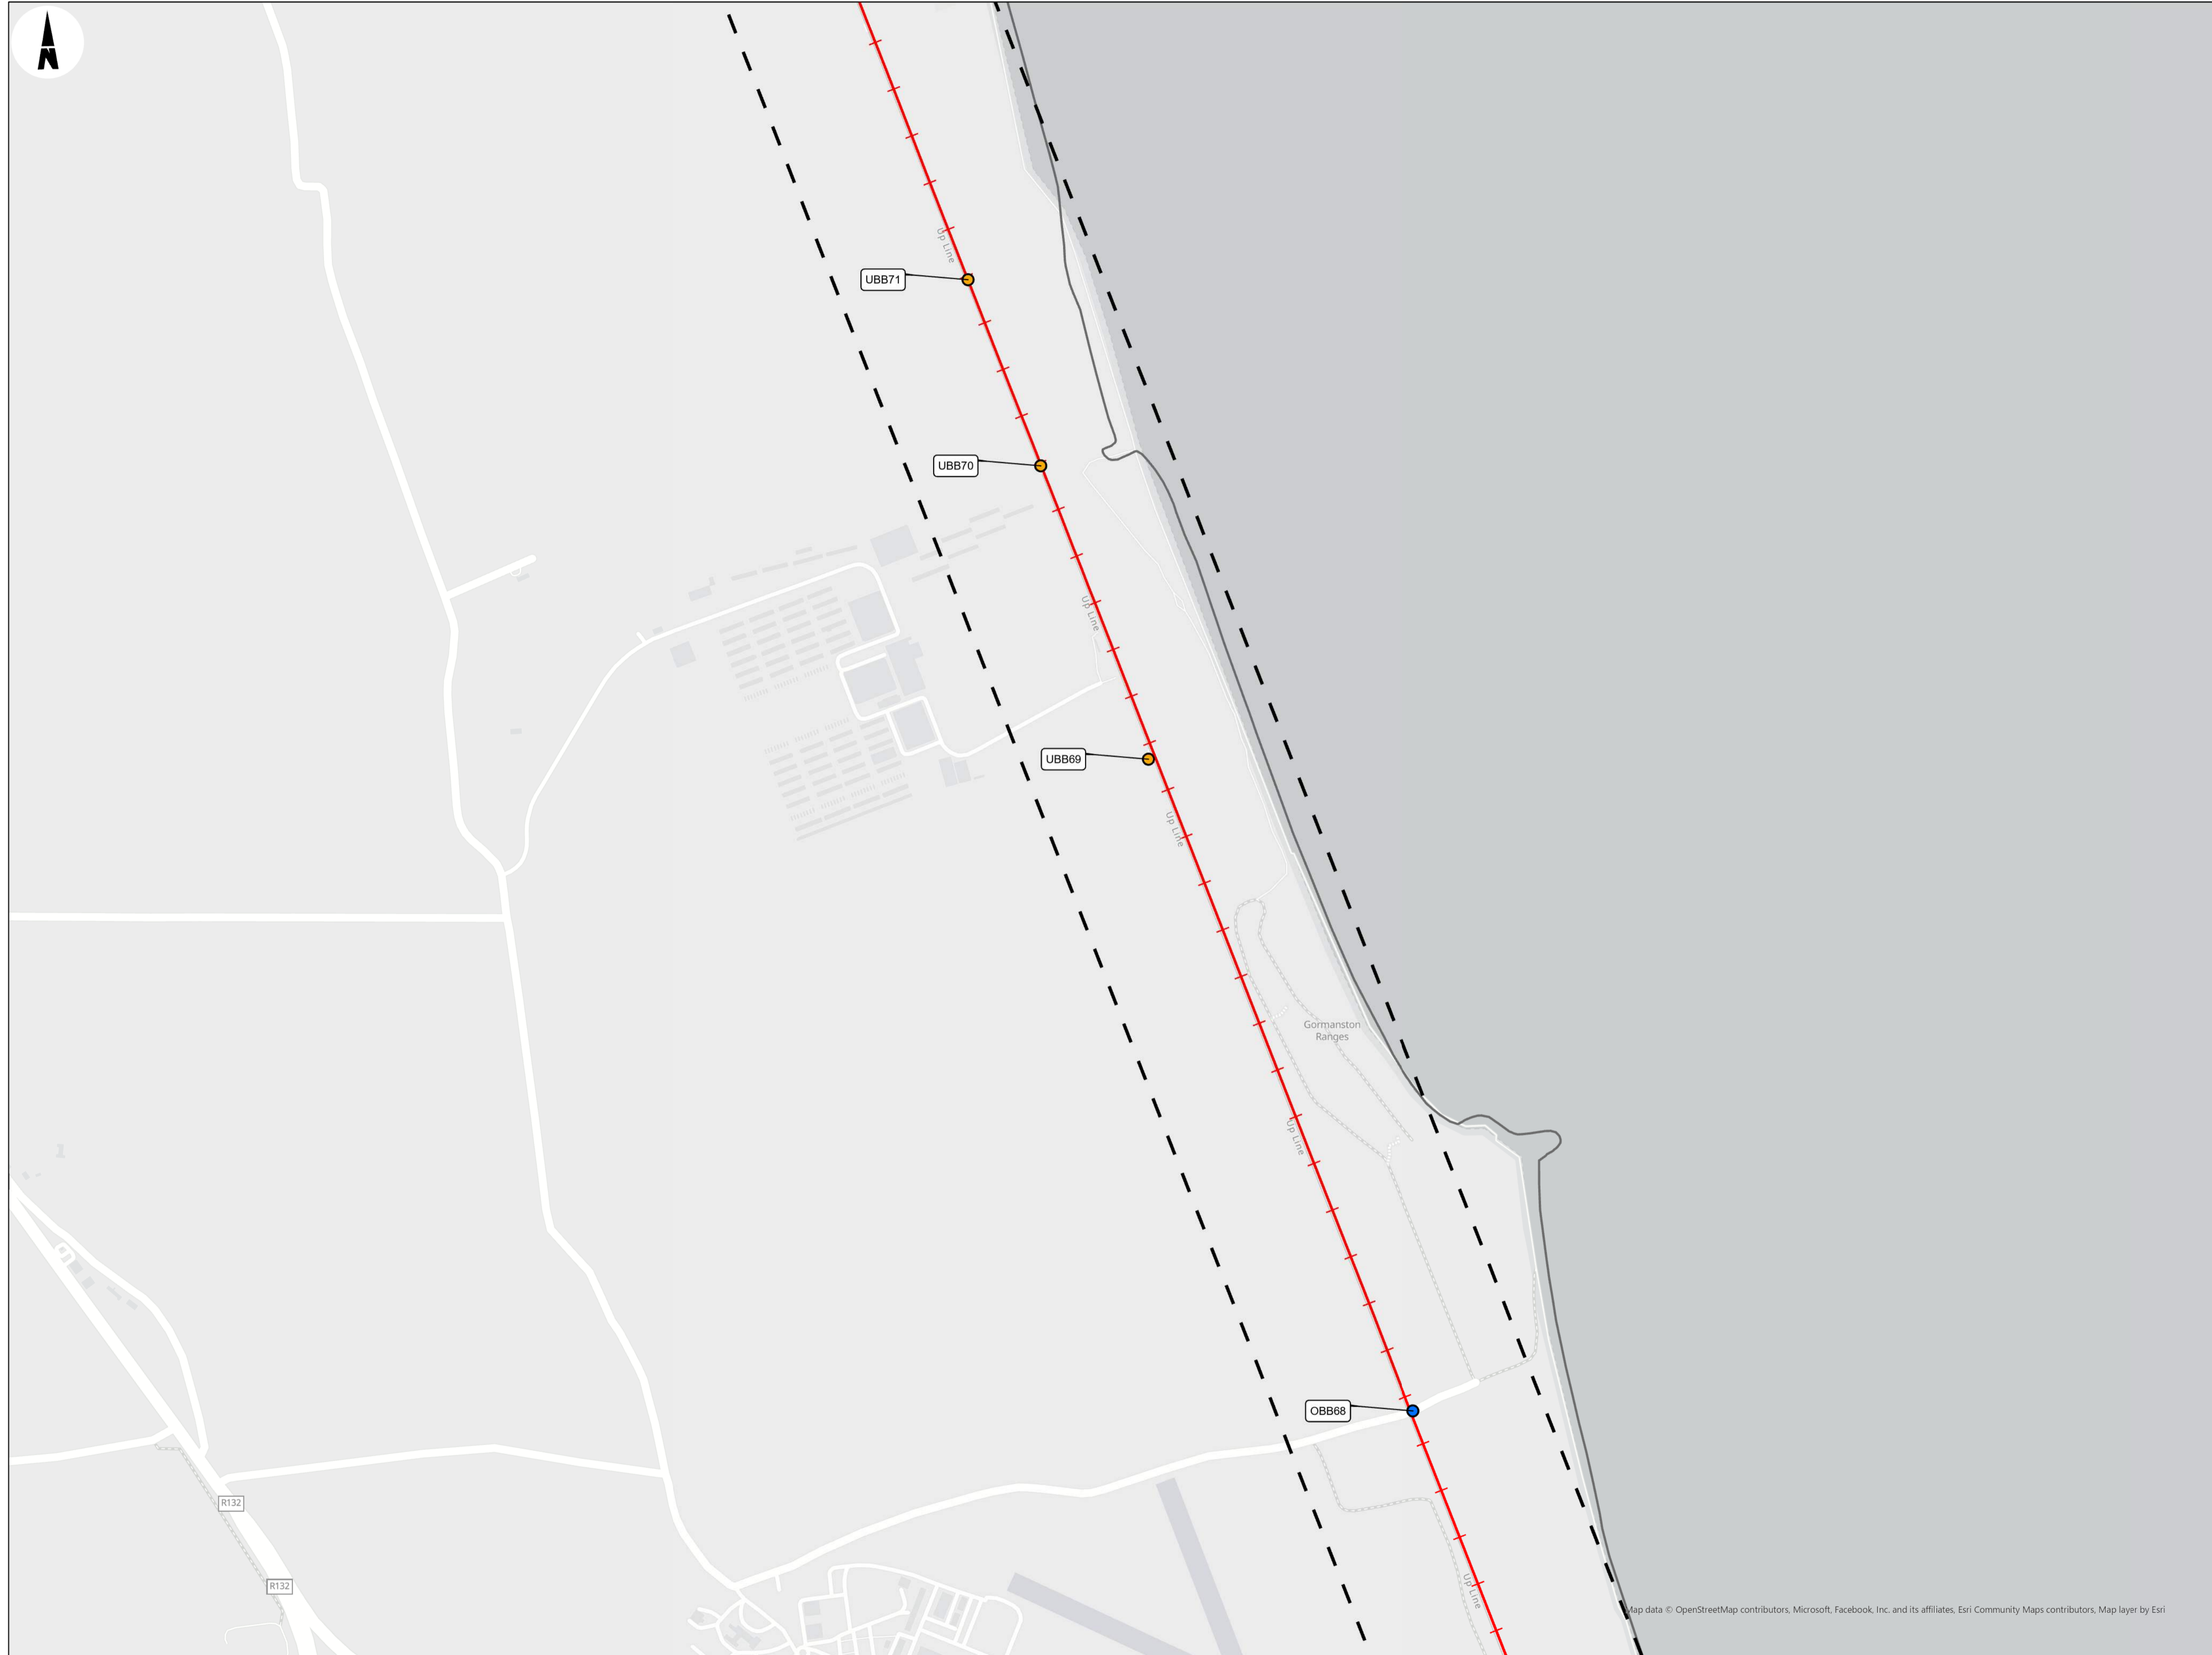 N
Up Line
UBB71
UBB70
Up Line
UBB69
Up Line
Gormanston
Ranges
Up Line
OBB68
R132
R132
Up Line
Map data © OpenStreetMap contributors, Microsoft, Facebook, Inc. and its affiliates, Esri Community Maps contributors, Map layer by Esri